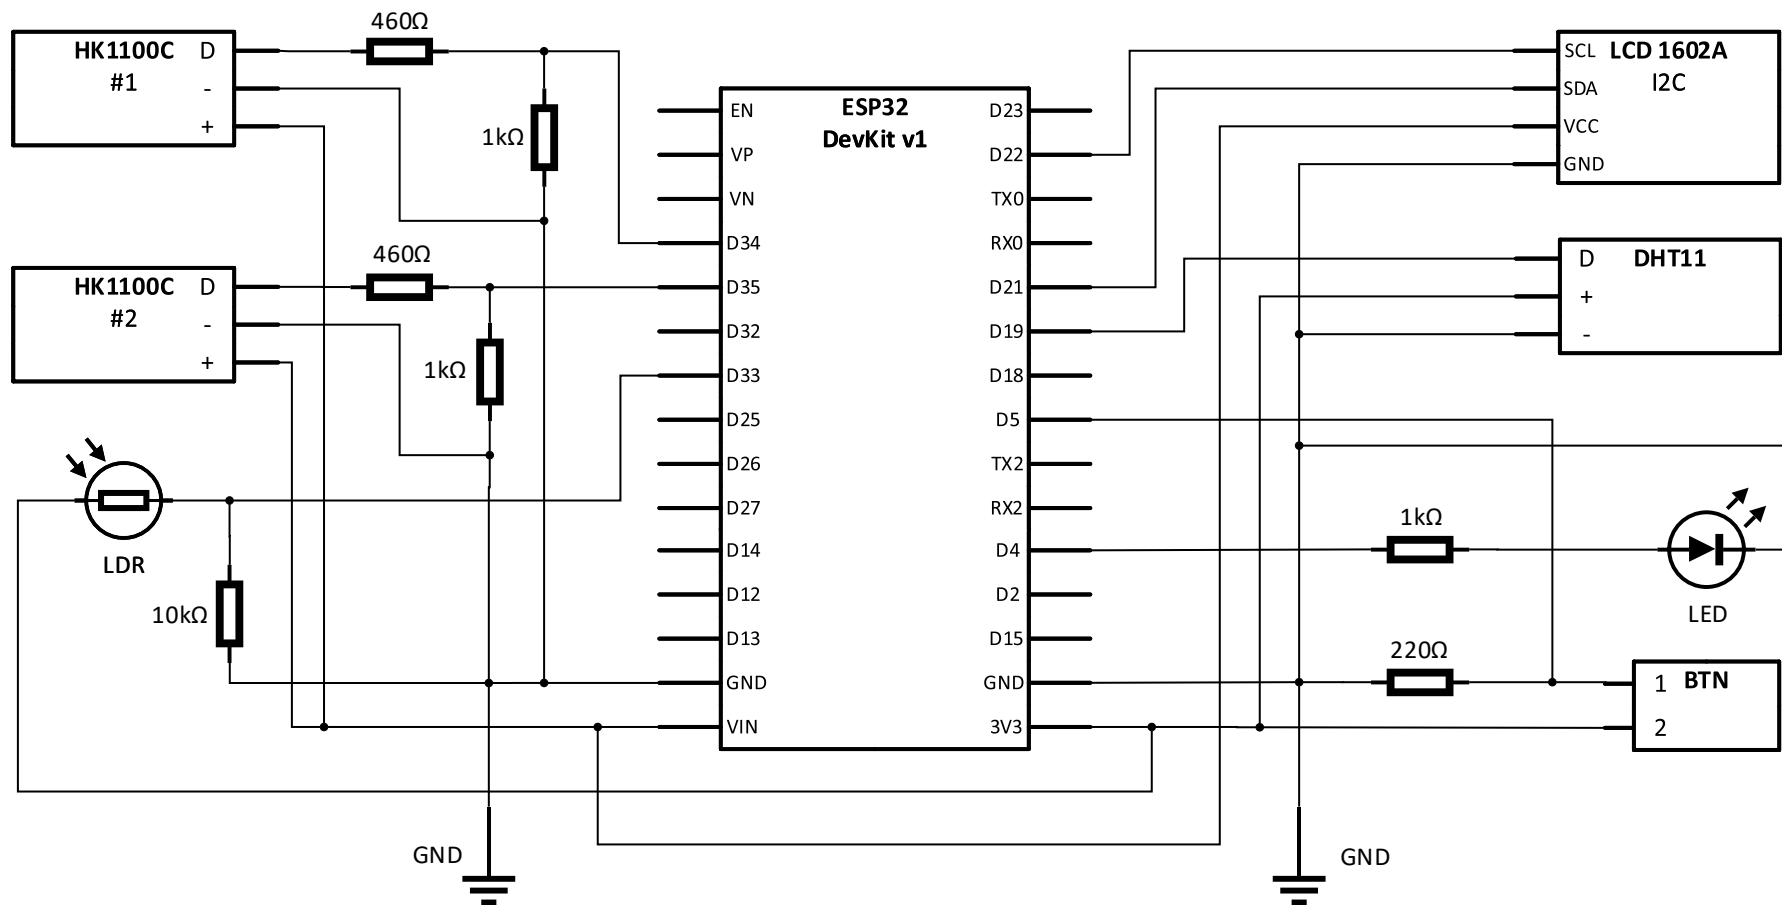 460Ω
HK1100C
#1
D
-
+
1kΩ
460Ω
HK1100C
#2
D
-
+
1kΩ
LDR
10kΩ
GND
ESP32
DevKit v1
EN
VP
VN
D34
D35
D32
D33
D25
D26
D27
D14
D12
D13
GND
VIN
D23
D22
TX0
RX0
D21
D19
D18
D5
TX2
RX2
D4
D2
D15
GND
3V3
SCL
SDA
VCC
GND
LCD 1602A
I2C
D
+
-
DHT11
1kΩ
LED
220Ω
1
2
BTN
GND